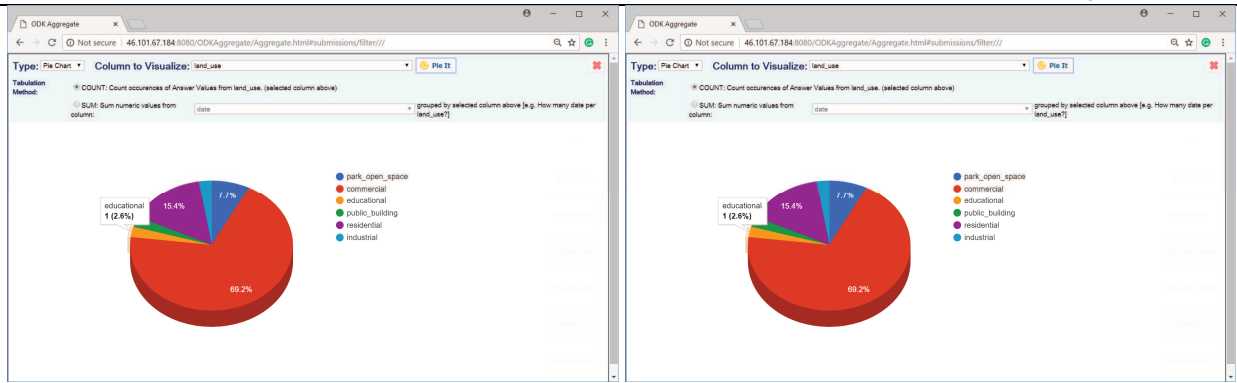 ODK Aggregate
Not secure | 46.101.67.184:8080/ODKAggregate/Aggregate.html#submissions/filter///
Type: Pie Chart Column to Visualize: land_use Pie It
Tabulation Method:
COUNT: Count occurences of Answer Values from land_use. (selected column above)
SUM: Sum numeric values from column: date grouped by selected column above [e.g. How many date per land_use?]
park_open_space
commercial
educational
public_building
residential
industrial
7.7%
15.4%
educational
1 (2.6%)
69.2%
ODK Aggregate
Not secure | 46.101.67.184:8080/ODKAggregate/Aggregate.html#submissions/filter///
Type: Pie Chart Column to Visualize: land_use Pie It
Tabulation Method:
COUNT: Count occurences of Answer Values from land_use. (selected column above)
SUM: Sum numeric values from column: date grouped by selected column above [e.g. How many date per land_use?]
park_open_space
commercial
educational
public_building
residential
industrial
7.7%
15.4%
educational
1 (2.6%)
69.2%